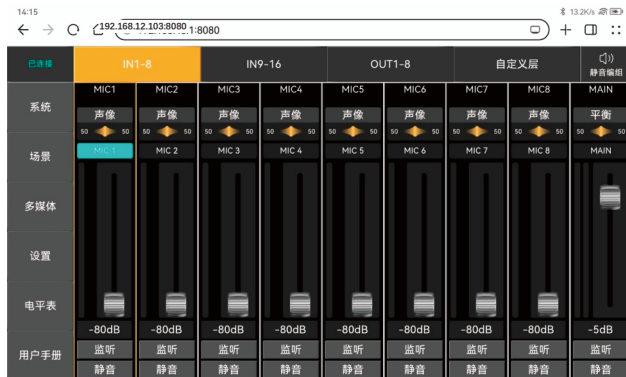 14:15 13.2K/s
192.168.12.103:8080 .1:8080
已连接 IN1-8 IN9-16 OUT1-8 自定义层 静音编组
系统 场景 多媒体 设置 电平表 用户手册
MIC1 MIC2 MIC3 MIC4 MIC5 MIC6 MIC7 MIC8 MAIN
声像 声像 声像 声像 声像 声像 声像 声像 平衡
50 50 50 50 50 50 50 50 50 50 50 50 50 50 50 50 50 50
MIC 1 MIC 2 MIC 3 MIC 4 MIC 5 MIC 6 MIC 7 MIC 8 MAIN
-80dB -80dB -80dB -80dB -80dB -80dB -80dB -80dB -5dB
监听 监听 监听 监听 监听 监听 监听 监听 监听
静音 静音 静音 静音 静音 静音 静音 静音 静音